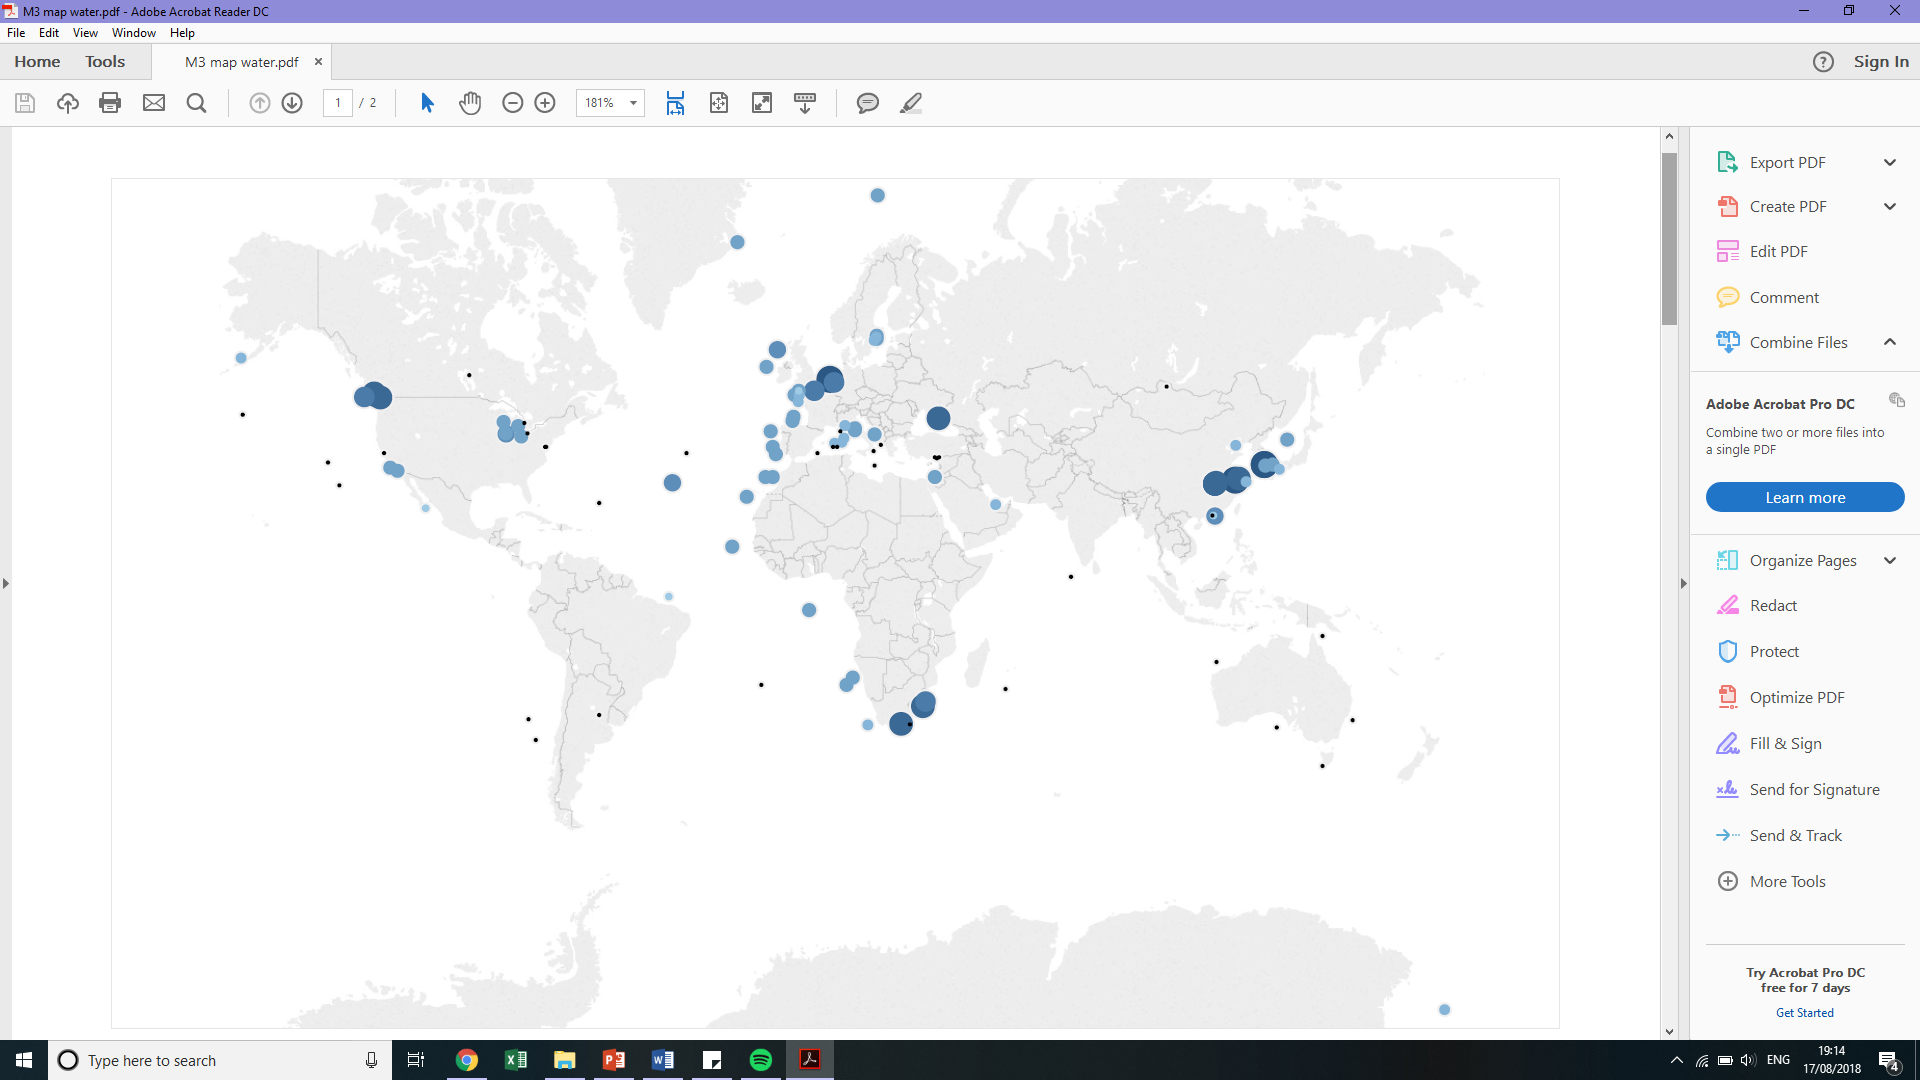 M3 map water.pdf - Adobe Acrobat Reader DC
File Edit View Window Help
Home Tools M3 map water.pdf × ? Sign In
1 / 2 181%
Export PDF
Create PDF
Edit PDF
Comment
Combine Files
Adobe Acrobat Pro DC
Combine two or more files into
a single PDF
Learn more
Organize Pages
Redact
Protect
Optimize PDF
Fill & Sign
Send for Signature
Send & Track
More Tools
Try Acrobat Pro DC
free for 7 days
Get Started
Type here to search
ENG
19:14
17/08/2018
4